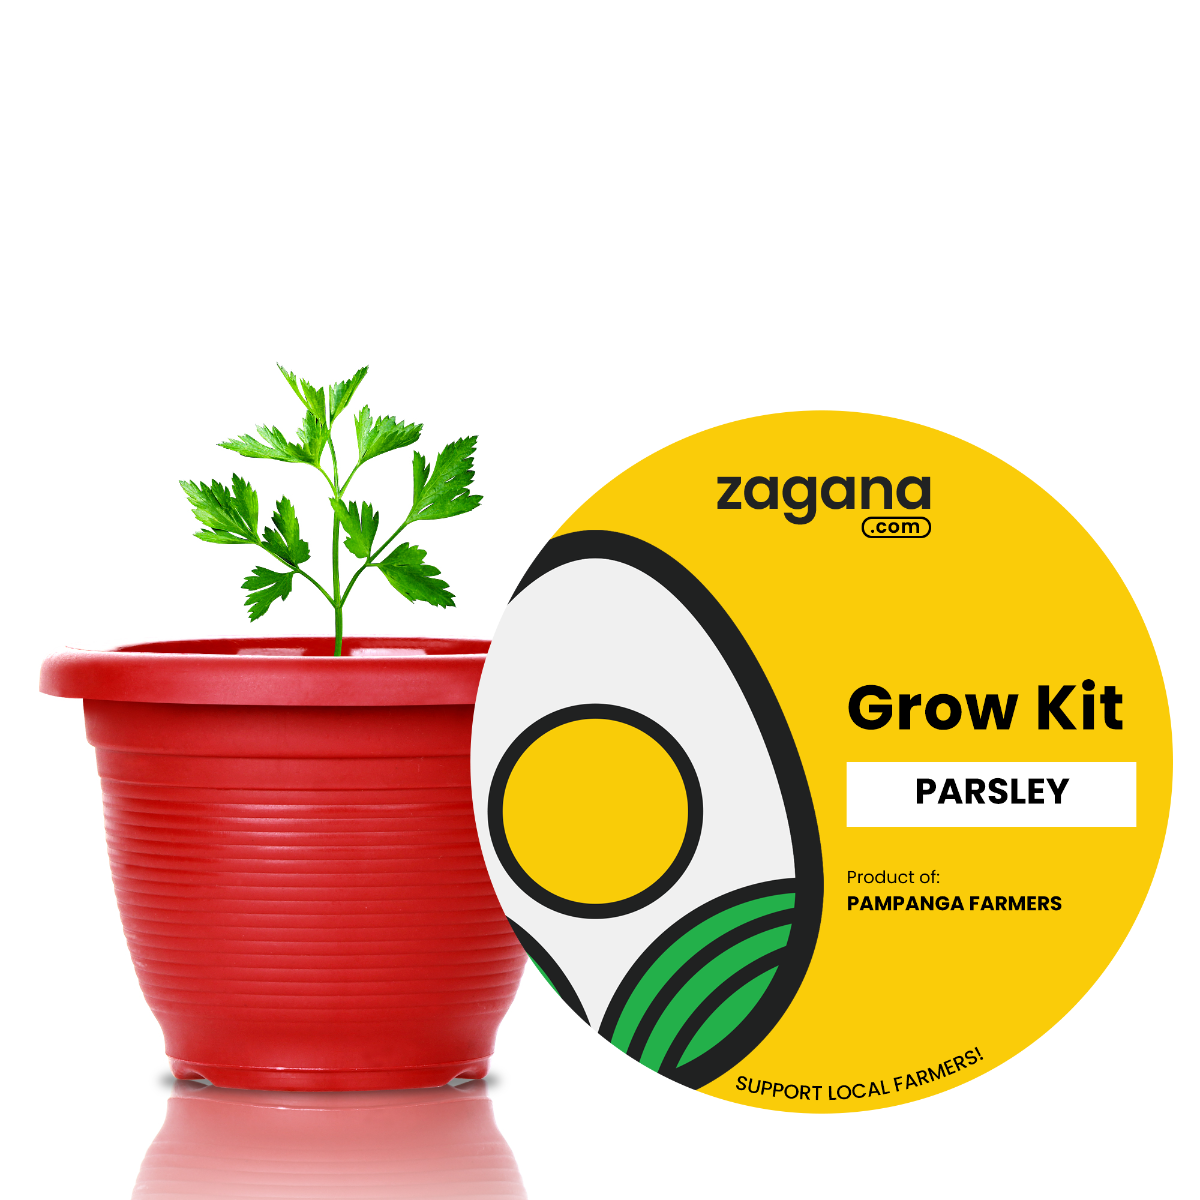 zagana
.com
Grow Kit
PARSLEY
Product of:
PAMPANGA FARMERS
SUPPORT LOCAL FARMERS!